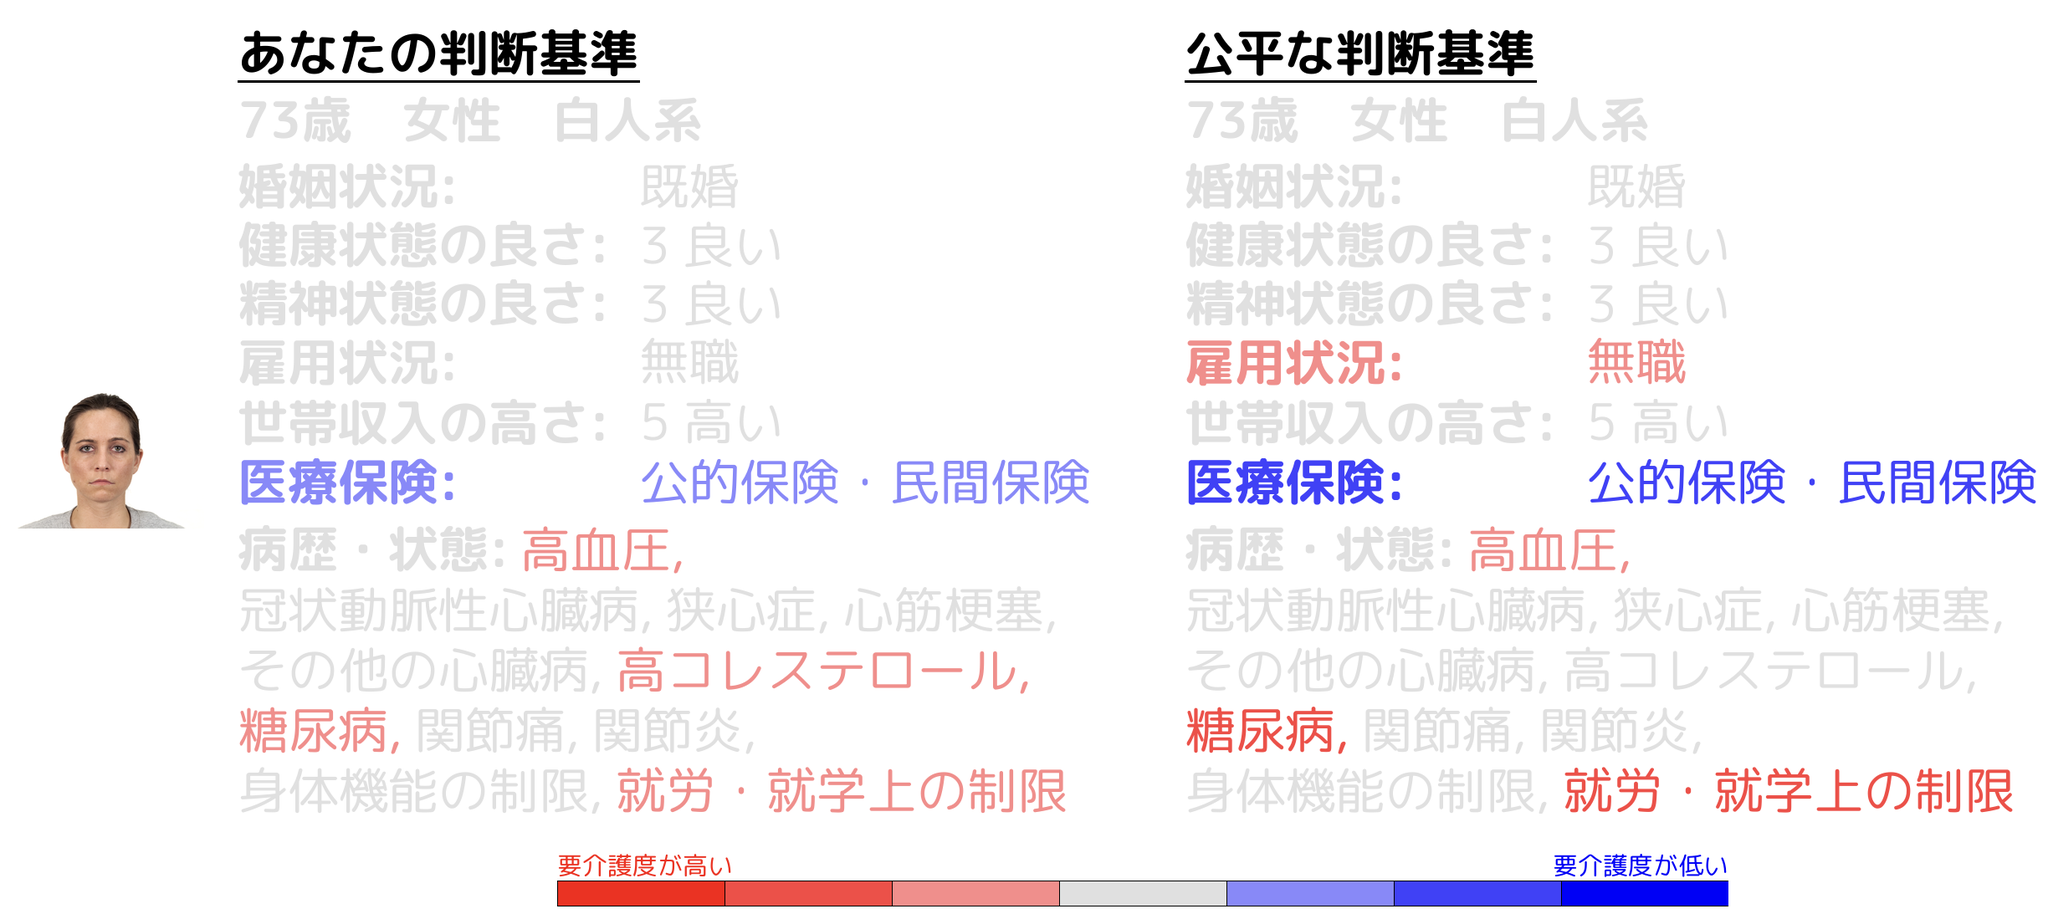 あなたの判断基準
73歳　女性　白人系
婚姻状況: 既婚
健康状態の良さ: 3 良い
精神状態の良さ: 3 良い
雇用状況: 無職
世帯収入の高さ: 5 高い
医療保険: 公的保険・民間保険
病歴・状態: 高血圧,
冠状動脈性心臓病, 狭心症, 心筋梗塞,
その他の心臓病, 高コレステロール,
糖尿病, 関節痛, 関節炎,
身体機能の制限, 就労・就学上の制限
公平な判断基準
73歳　女性　白人系
婚姻状況: 既婚
健康状態の良さ: 3 良い
精神状態の良さ: 3 良い
雇用状況: 無職
世帯収入の高さ: 5 高い
医療保険: 公的保険・民間保険
病歴・状態: 高血圧,
冠状動脈性心臓病, 狭心症, 心筋梗塞,
その他の心臓病, 高コレステロール,
糖尿病, 関節痛, 関節炎,
身体機能の制限, 就労・就学上の制限
要介護度が高い
要介護度が低い